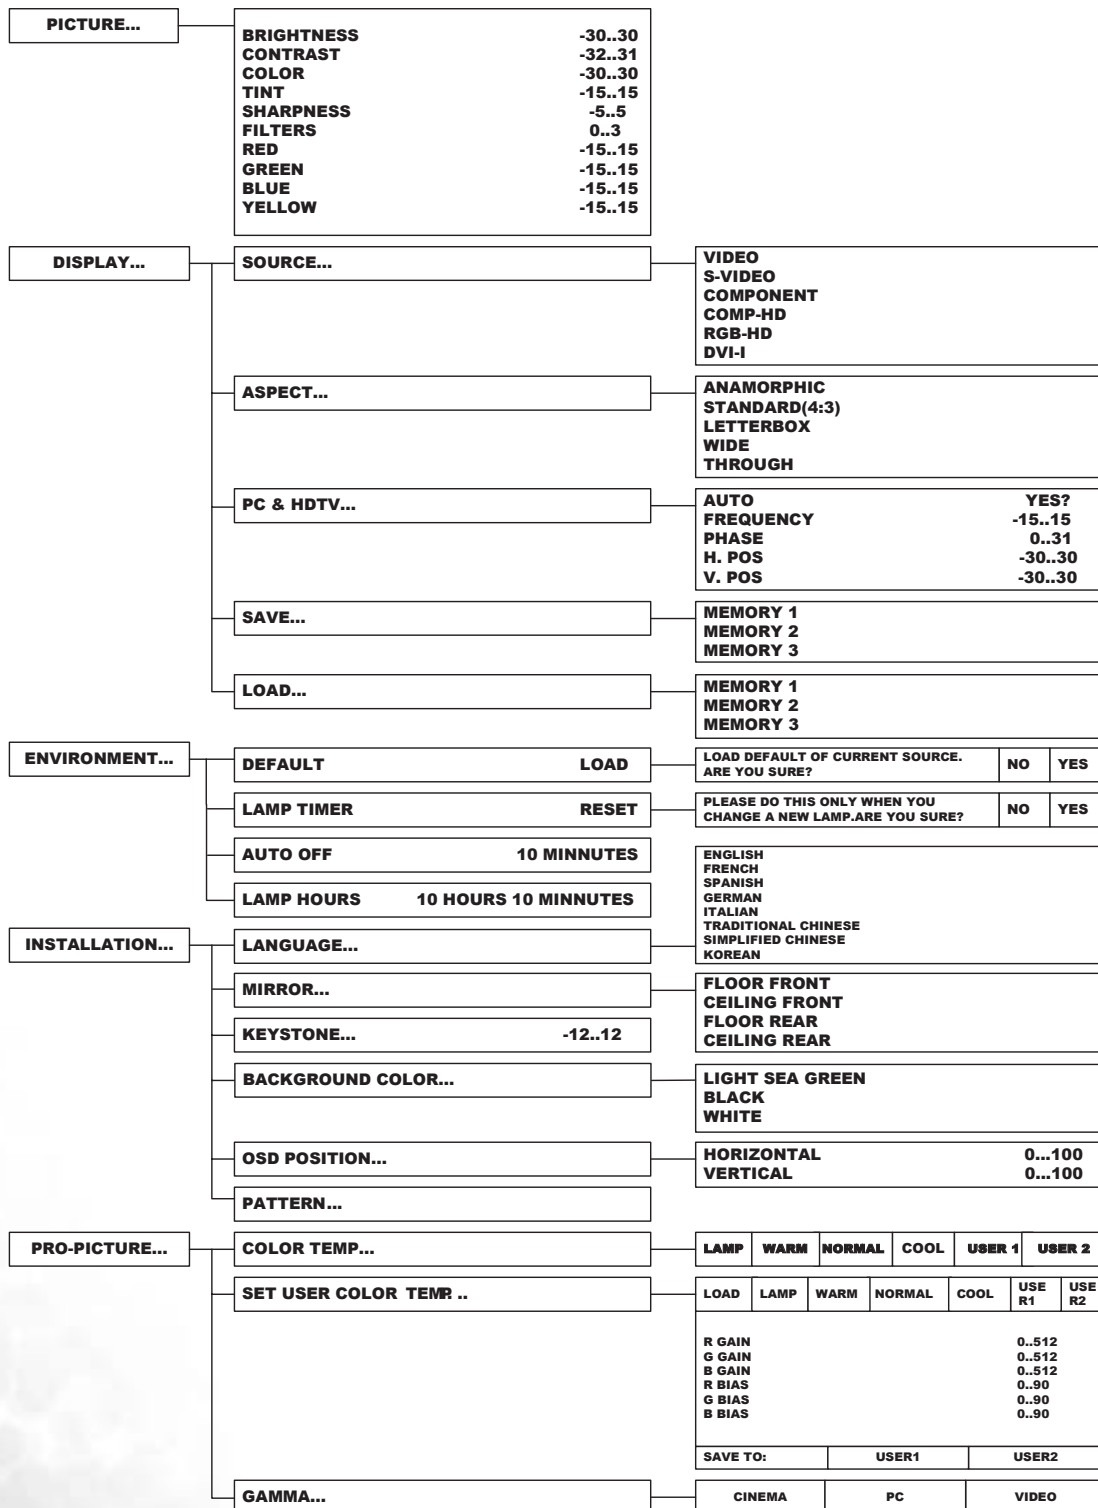 PICTURE...
BRIGHTNESS -30..30
CONTRAST -32..31
COLOR -30..30
TINT -15..15
SHARPNESS -5..5
FILTERS 0..3
RED -15..15
GREEN -15..15
BLUE -15..15
YELLOW -15..15
DISPLAY...
SOURCE...
VIDEO
S-VIDEO
COMPONENT
COMP-HD
RGB-HD
DVI-I
ASPECT...
ANAMORPHIC
STANDARD(4:3)
LETTERBOX
WIDE
THROUGH
PC & HDTV...
AUTO YES?
FREQUENCY -15..15
PHASE 0..31
H. POS -30..30
V. POS -30..30
SAVE...
MEMORY 1
MEMORY 2
MEMORY 3
LOAD...
MEMORY 1
MEMORY 2
MEMORY 3
ENVIRONMENT...
DEFAULT LOAD
LOAD DEFAULT OF CURRENT SOURCE.
ARE YOU SURE?
NO YES
LAMP TIMER RESET
PLEASE DO THIS ONLY WHEN YOU
CHANGE A NEW LAMP.ARE YOU SURE?
NO YES
AUTO OFF 10 MINNUTES
LAMP HOURS 10 HOURS 10 MINNUTES
INSTALLATION...
LANGUAGE...
ENGLISH
FRENCH
SPANISH
GERMAN
ITALIAN
TRADITIONAL CHINESE
SIMPLIFIED CHINESE
KOREAN
MIRROR...
FLOOR FRONT
CEILING FRONT
FLOOR REAR
CEILING REAR
KEYSTONE... -12..12
BACKGROUND COLOR...
LIGHT SEA GREEN
BLACK
WHITE
OSD POSITION...
HORIZONTAL 0...100
VERTICAL 0...100
PATTERN...
PRO-PICTURE...
COLOR TEMP...
LAMP WARM NORMAL COOL USER 1 USER 2
SET USER COLOR TEMP. ..
LOAD LAMP WARM NORMAL COOL USE R1 USE R2
R GAIN 0..512
G GAIN 0..512
B GAIN 0..512
R BIAS 0..90
G BIAS 0..90
B BIAS 0..90
SAVE TO: USER1 USER2
GAMMA...
CINEMA PC VIDEO